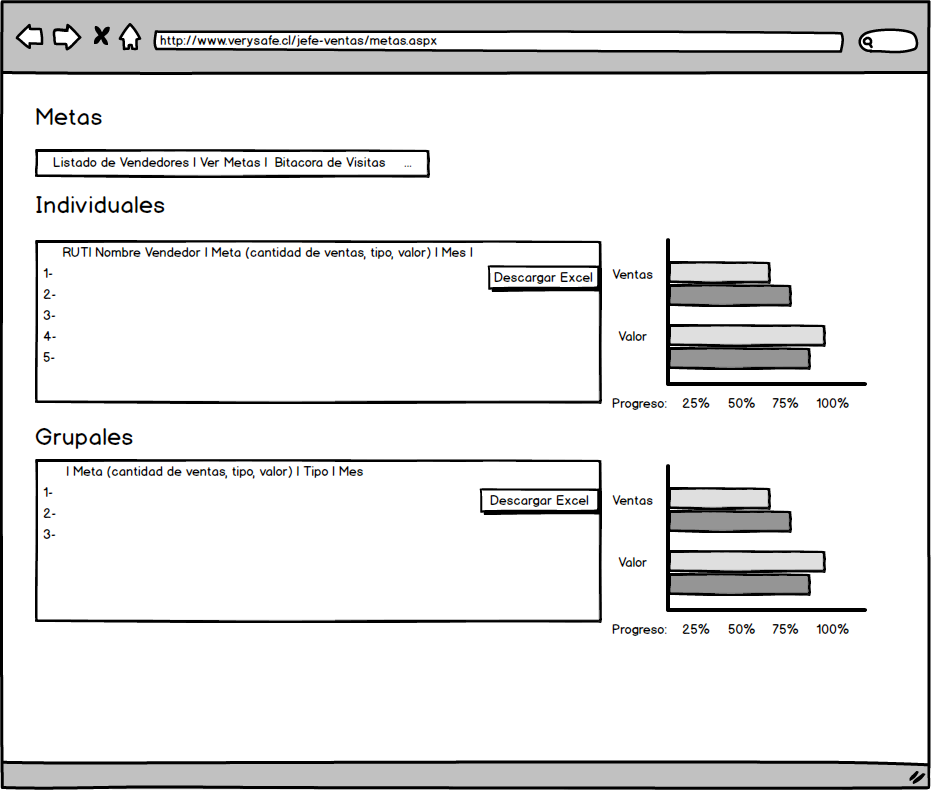 http://www.verysafe.cl/jefe-ventas/metas.aspx
Metas
Listado de Vendedores | Ver Metas | Bitacora de Visitas ...
Individuales
RUT| Nombre Vendedor | Meta (cantidad de ventas, tipo, valor) | Mes |
1-
2-
3-
4-
5-
Descargar Excel
Ventas
Valor
Progreso: 25% 50% 75% 100%
Grupales
| Meta (cantidad de ventas, tipo, valor) | Tipo | Mes
1-
2-
3-
Descargar Excel
Ventas
Valor
Progreso: 25% 50% 75% 100%